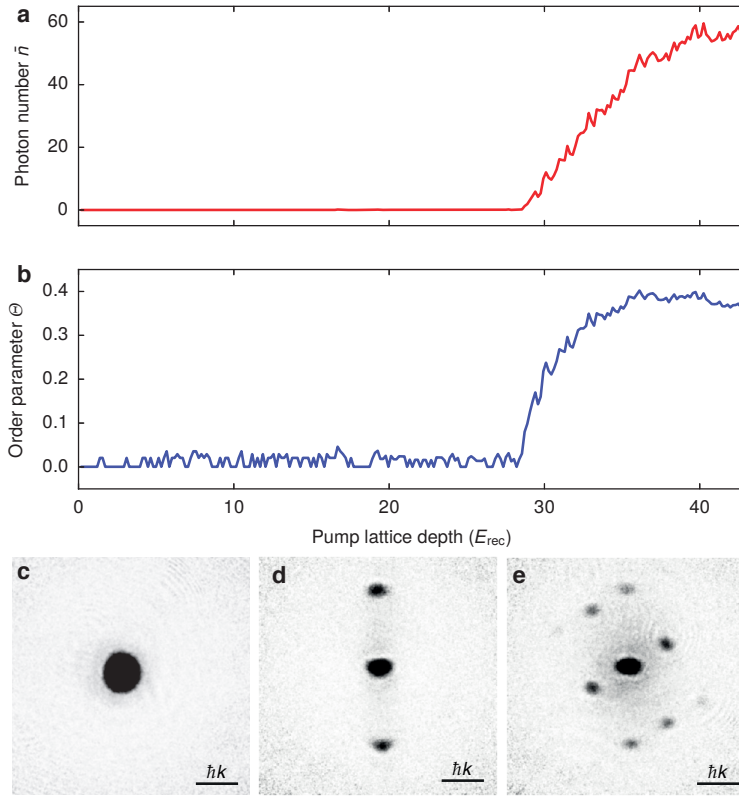 a
60
40
20
0
Photon number n̄
b
0.4
0.3
0.2
0.1
0.0
Order parameter Θ
0 10 20 30 40
Pump lattice depth (E_rec)
c d e
ħk ħk ħk